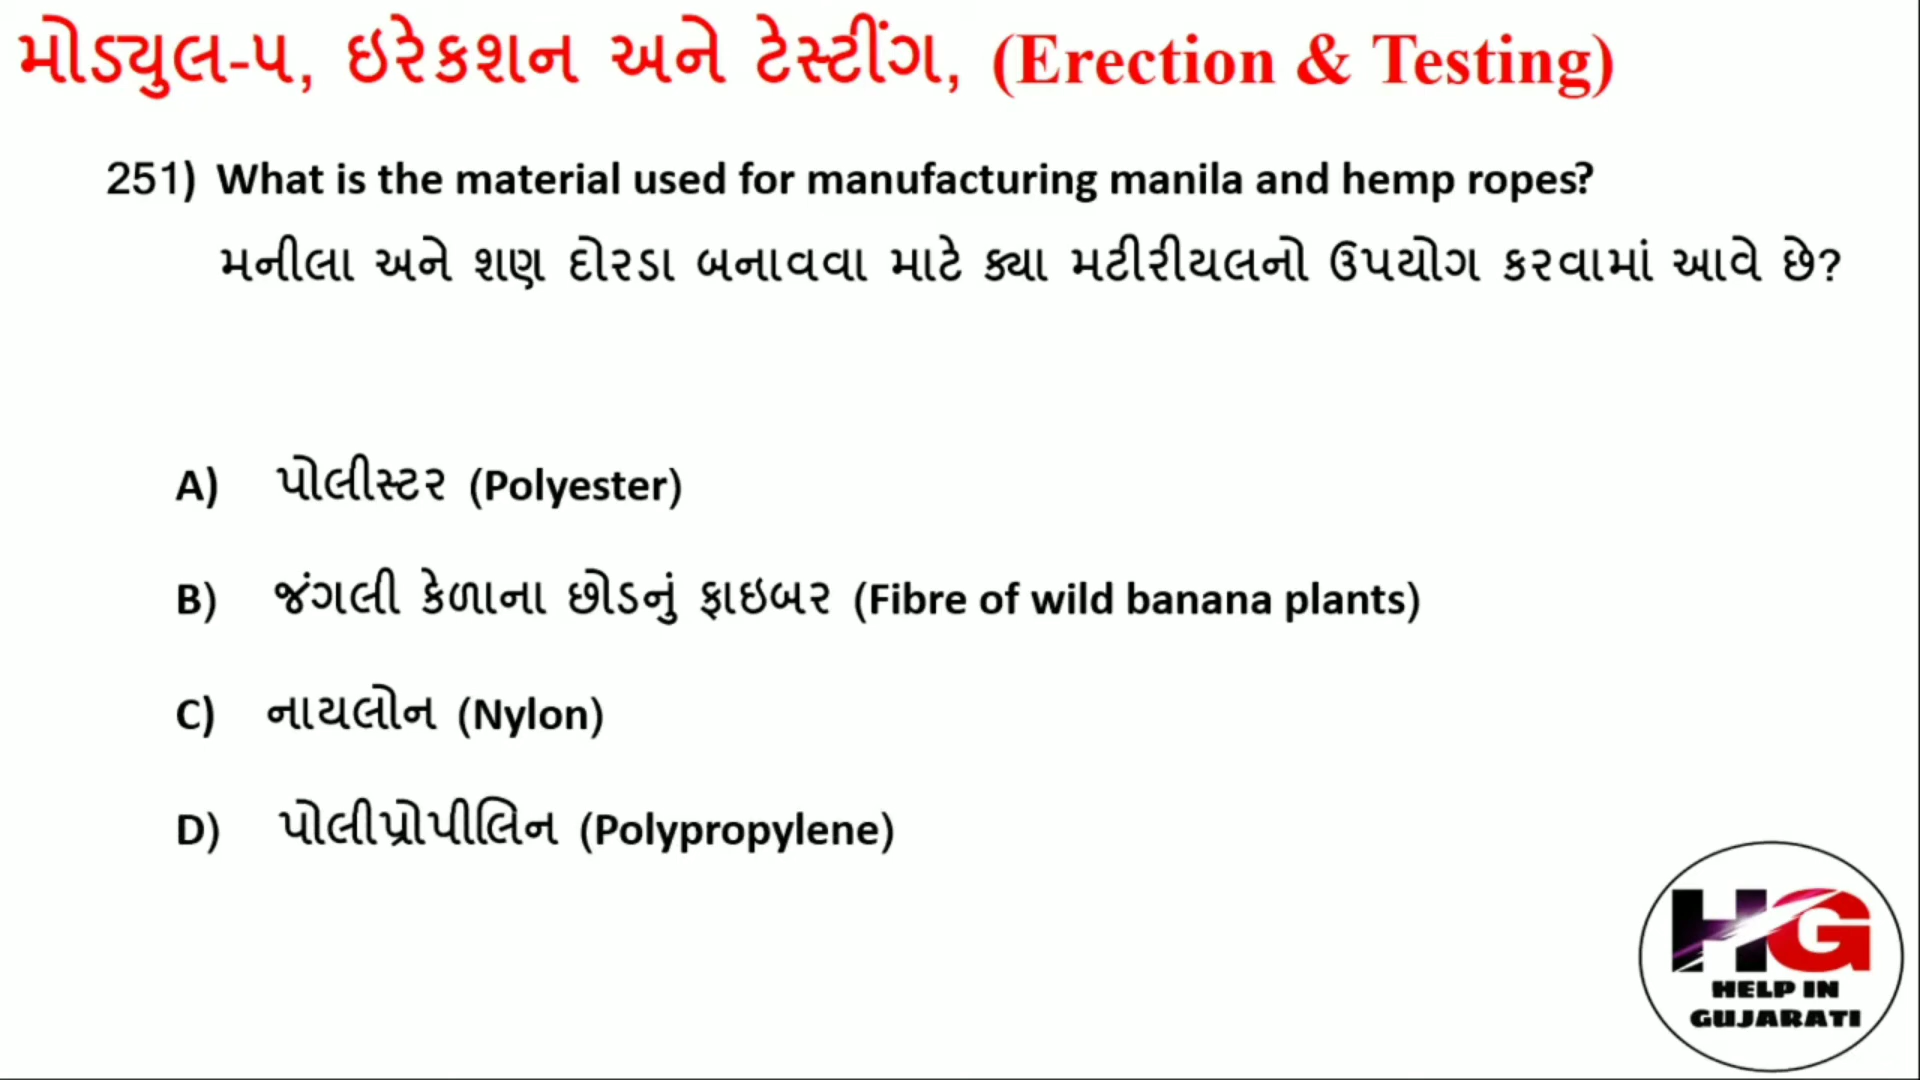 મોડ્યુલ-૫, ઇરેકશન અને ટેસ્ટીંગ, (Erection & Testing)
251) What is the material used for manufacturing manila and hemp ropes?
મનીલા અને શણ દોરડા બનાવવા માટે ક્યા મટીરીયલનો ઉપયોગ કરવામાં આવે છે?
A) પોલીસ્ટર (Polyester)
B) જંગલી કેળાના છોડનું ફાઇબર (Fibre of wild banana plants)
C) નાયલોન (Nylon)
D) પોલીપ્રોપીલિન (Polypropylene)
HG
HELP IN
GUJARATI